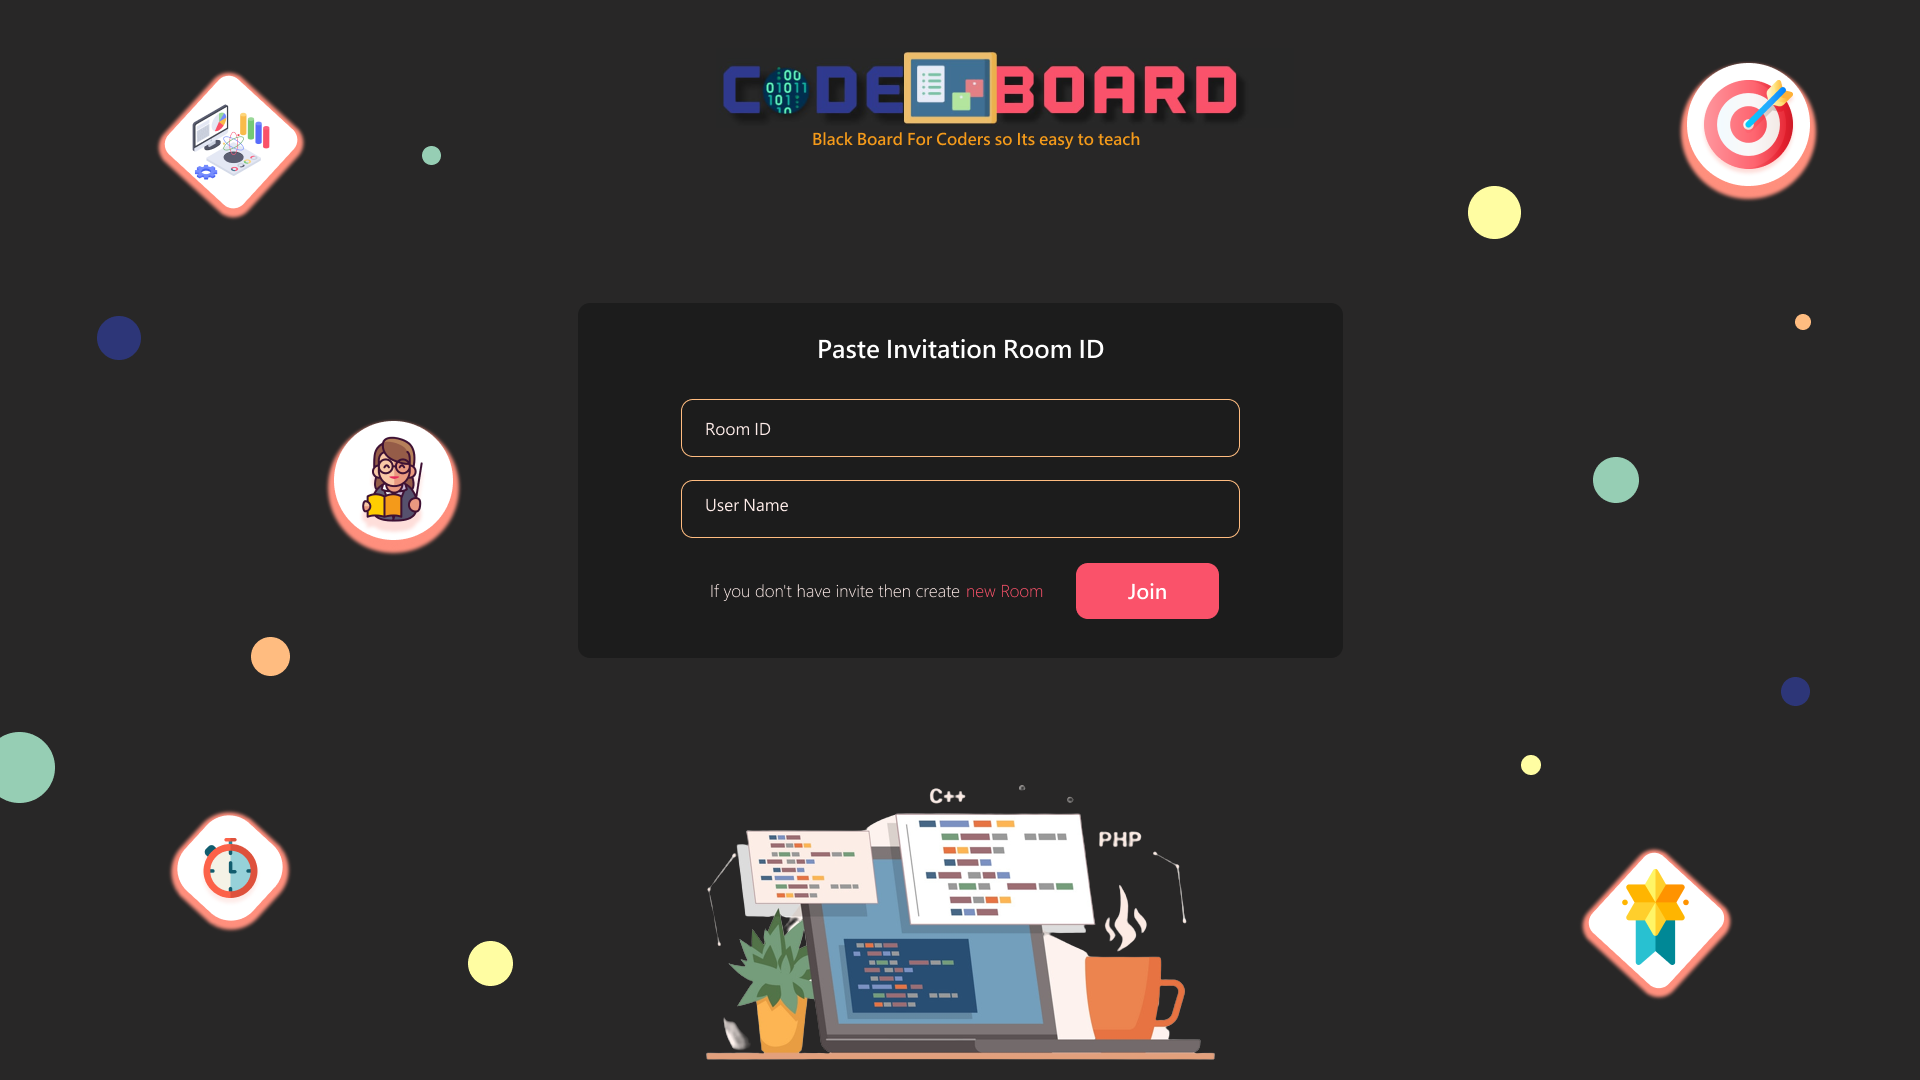 CODE BOARD
Black Board For Coders so Its easy to teach
Paste Invitation Room ID
Room ID
User Name
If you don't have invite then create new Room
Join
C++
PHP